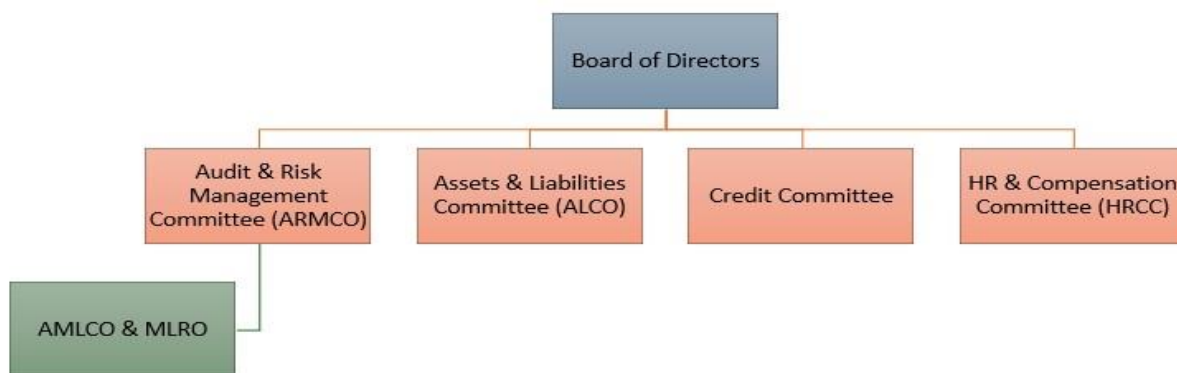 Board of Directors
Audit & Risk
Management
Committee (ARMCO)
Assets & Liabilities
Committee (ALCO)
Credit Committee
HR & Compensation
Committee (HRCC)
AMLCO & MLRO